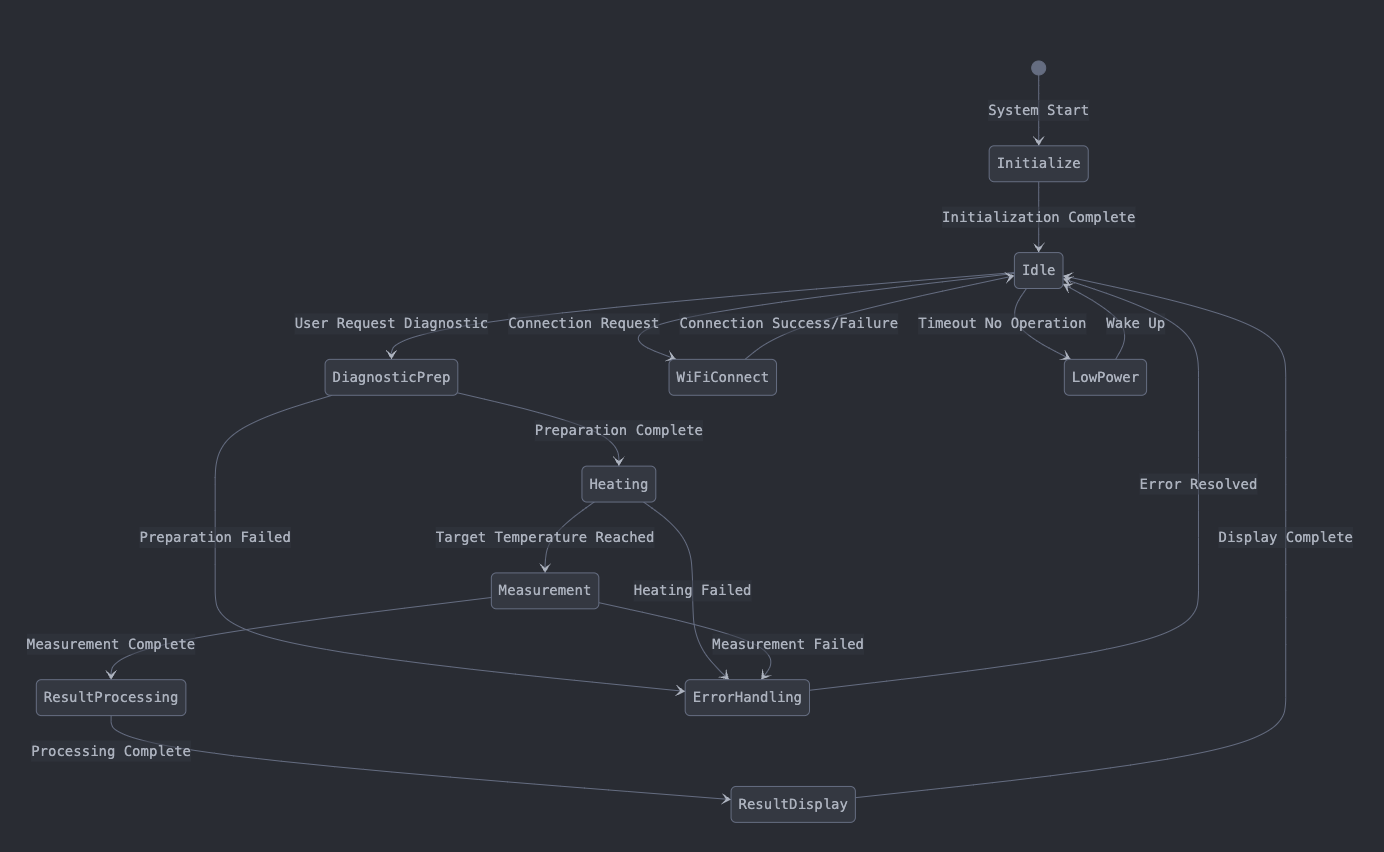 System Start
Initialize
Initialization Complete
Idle
User Request Diagnostic
Connection Request
Connection Success/Failure
Timeout No Operation
Wake Up
DiagnosticPrep
WiFiConnect
LowPower
Preparation Complete
Heating
Error Resolved
Preparation Failed
Target Temperature Reached
Display Complete
Measurement
Heating Failed
Measurement Complete
Measurement Failed
ResultProcessing
ErrorHandling
Processing Complete
ResultDisplay